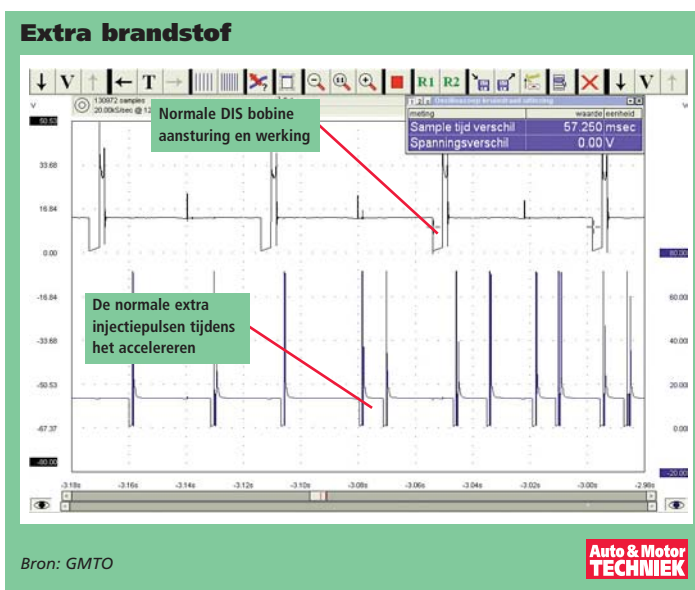 Extra brandstof
V T R1 R2 V
V 130972 samples
20.00kS/sec @ 12
meting waarde eenheid
Sample tijd verschil 57.250 msec
Spanningsverschil 0.00 V
Normale DIS bobine
aansturing en werking
33.68
16.84
0.00
80.00
-16.84
60.00
De normale extra
injectiepulsen tijdens
het accelereren
-33.68
-50.53
20.00
-67.37
0.00
-80.00
-20.00
-3.18s -3.16s -3.14s -3.12s -3.10s -3.08s -3.06s -3.04s -3.02s -3.00s -2.98s
Bron: GMTO
Auto & Motor
TECHNIEK